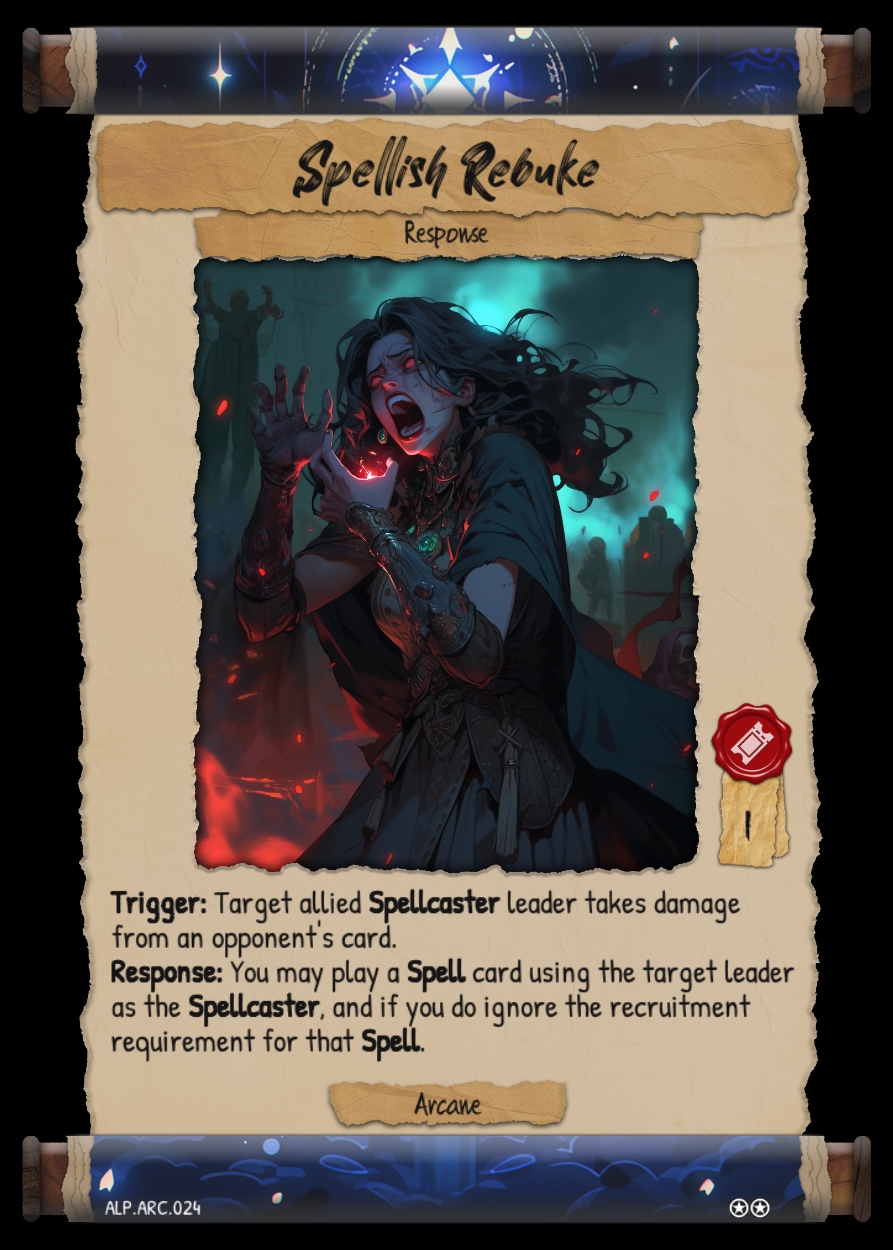 Spellish Rebuke
Response
1
Trigger: Target allied Spellcaster leader takes damage
from an opponent's card.
Response: You may play a Spell card using the target leader
as the Spellcaster, and if you do ignore the recruitment
requirement for that Spell.
Arcane
ALP.ARC.024